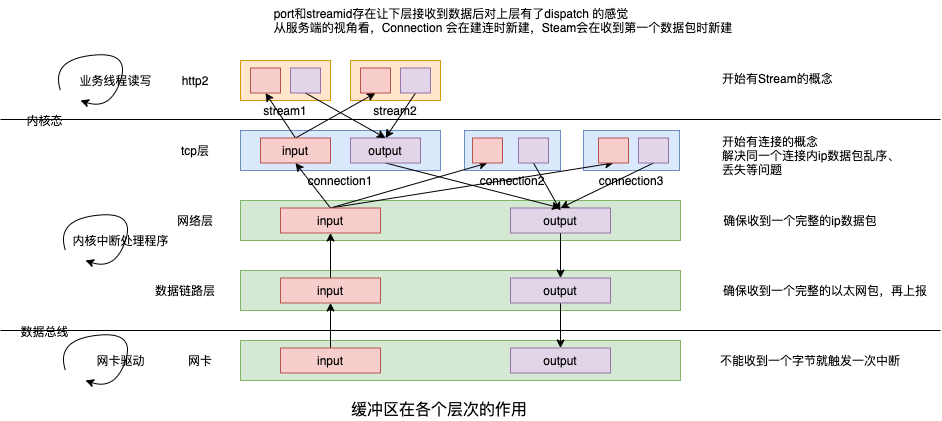 port和streamid存在让下层接收到数据后对上层有了dispatch 的感觉
从服务端的视角看，Connection 会在建连时新建，Steam会在收到第一个数据包时新建
业务线程读写
http2
开始有Stream的概念
stream1
stream2
内核态
tcp层
input
output
开始有连接的概念
解决同一个连接内ip数据包乱序、
丢失等问题
connection1
connection2
connection3
网络层
input
output
确保收到一个完整的ip数据包
内核中断处理程序
数据链路层
input
output
确保收到一个完整的以太网包，再上报
数据总线
网卡驱动
网卡
input
output
不能收到一个字节就触发一次中断
缓冲区在各个层次的作用